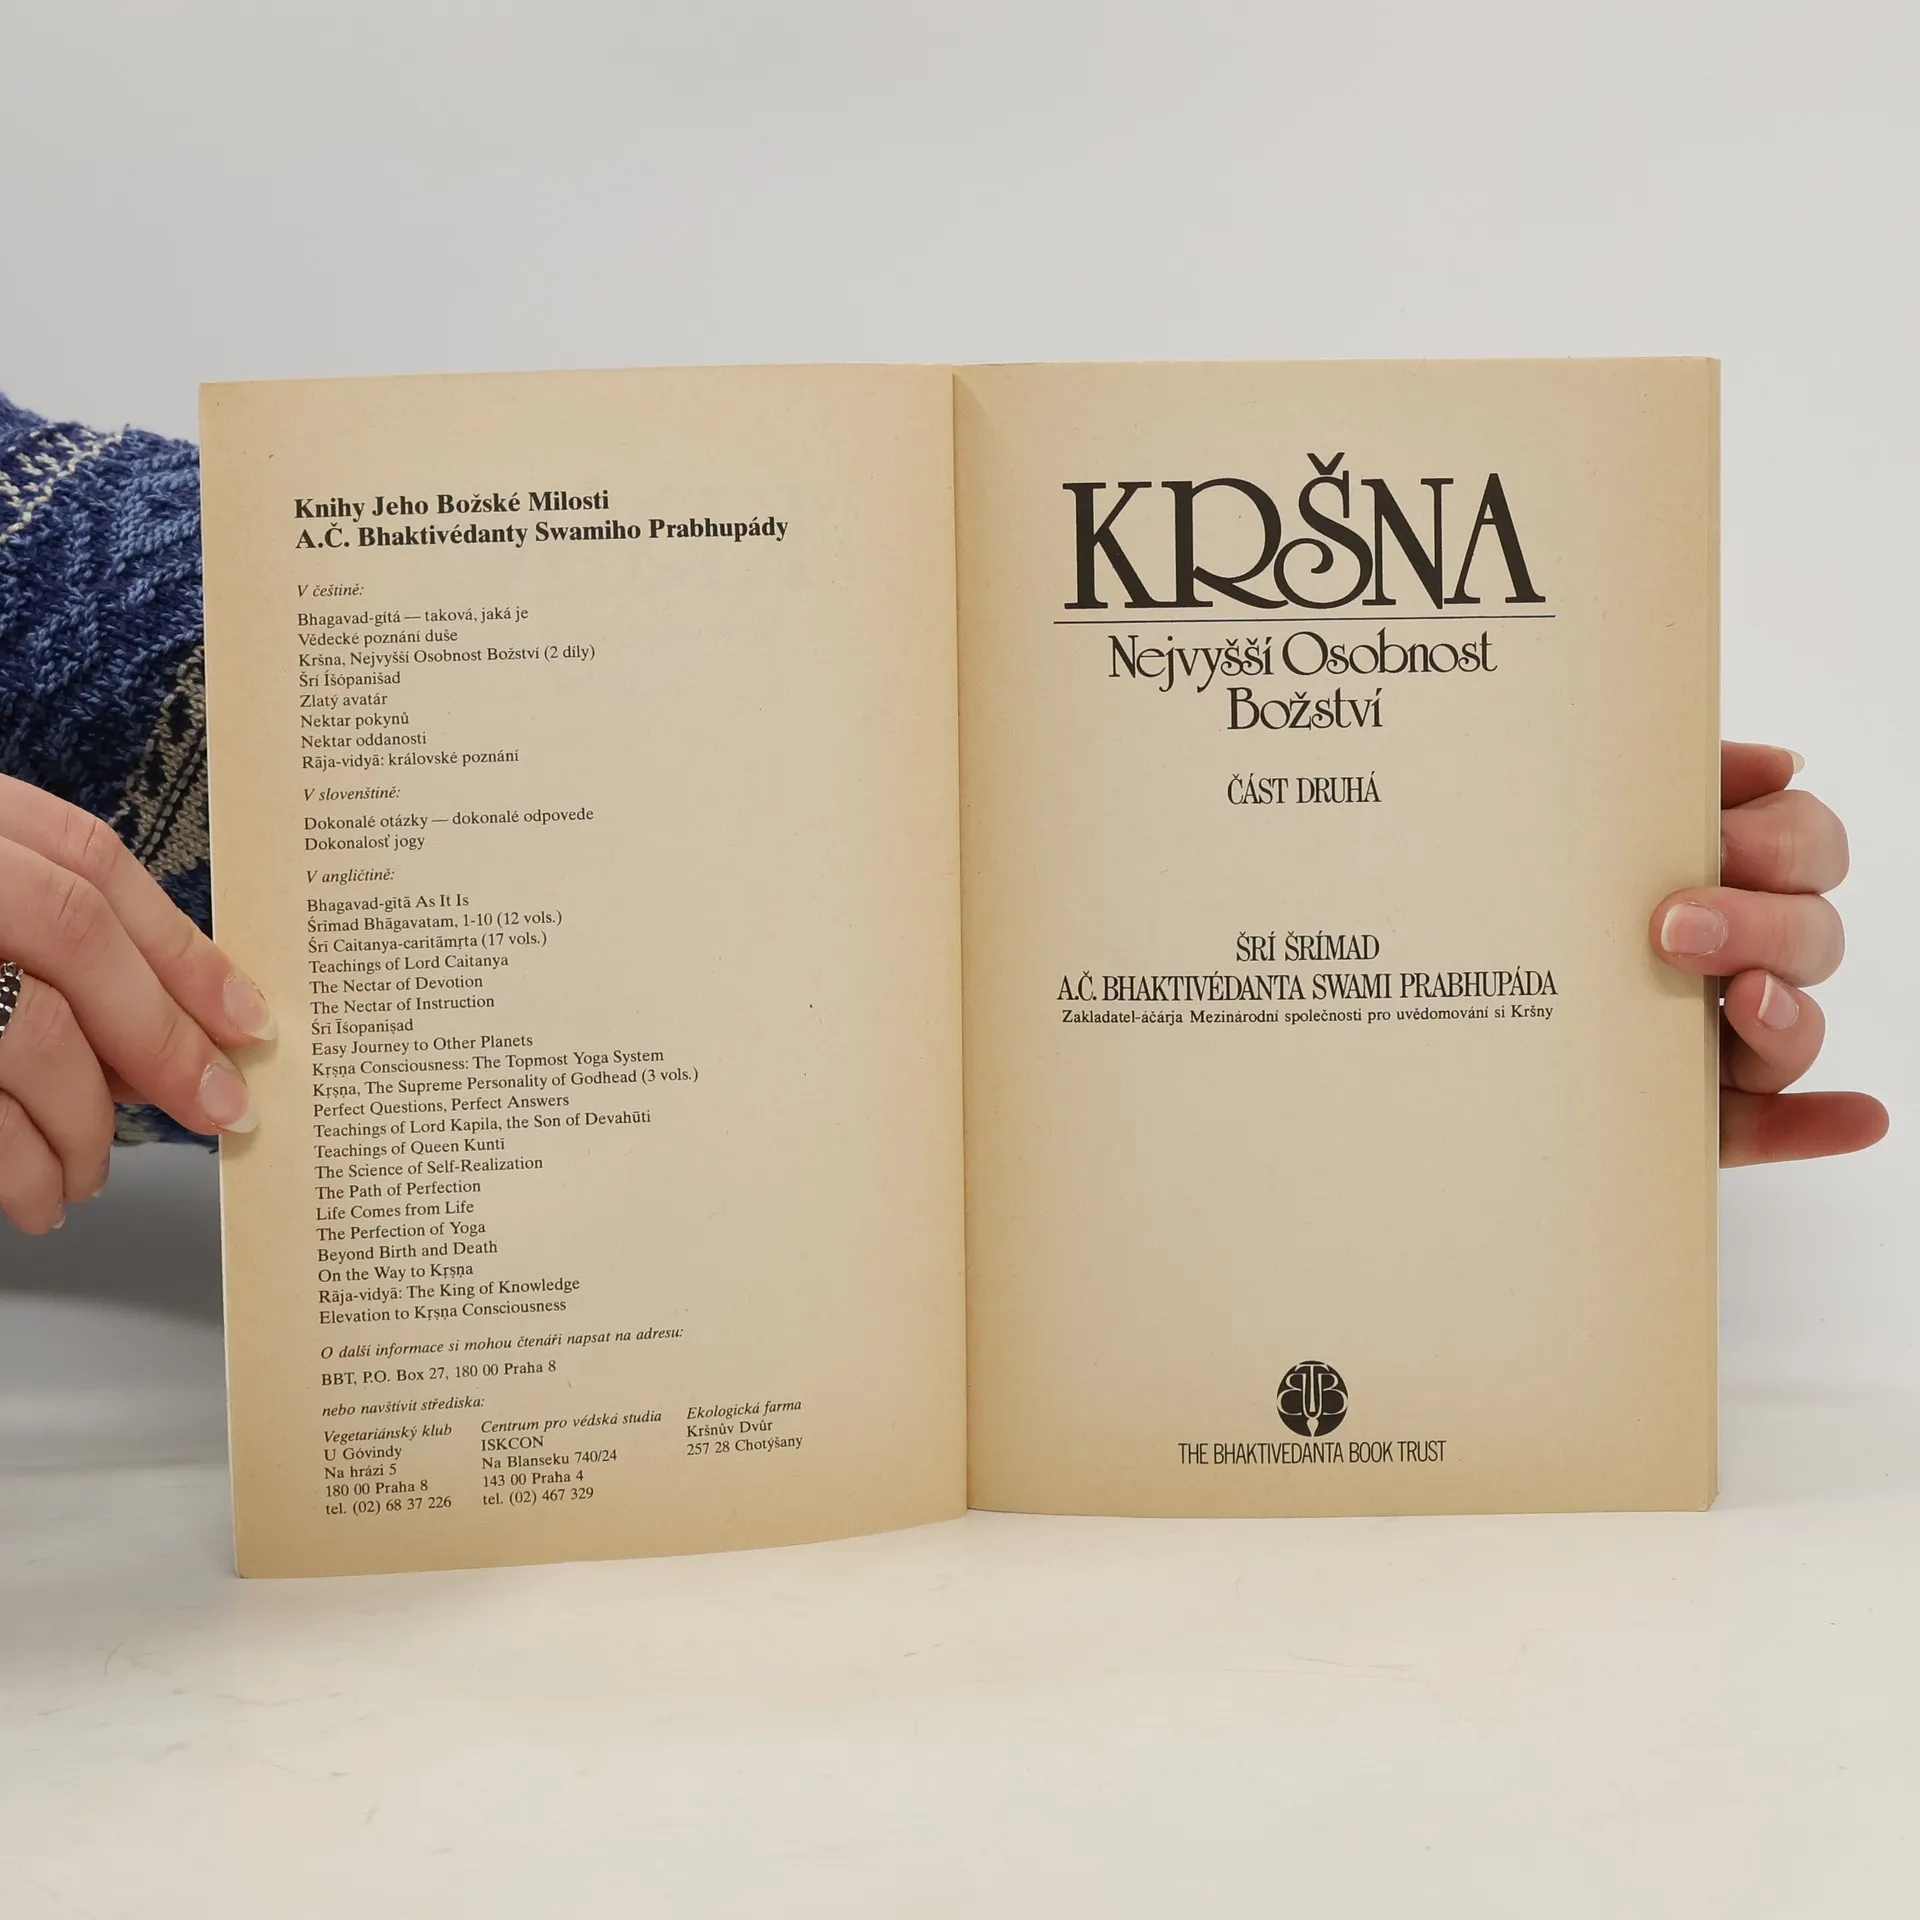 Knihy Jeho Božské Milosti
A.Č. Bhaktivédanty Swamiho Prabhupády
V češtině:
Bhagavad-gítá — taková, jaká je
Vědecké poznání duše
Kršna, Nejvyšší Osobnost Božství (2 díly)
Šrí Íšópanišad
Zlatý avatár
Nektar pokynů
Nektar oddanosti
Rāja-vidyā: královské poznání
V slovenštině:
Dokonalé otázky — dokonalé odpovede
Dokonalosť jogy
V angličtině:
Bhagavad-gītā As It Is
Śrīmad Bhāgavatam, 1-10 (12 vols.)
Śrī Caitanya-caritāmṛta (17 vols.)
Teachings of Lord Caitanya
The Nectar of Devotion
The Nectar of Instruction
Śrī Īśopaniṣad
Easy Journey to Other Planets
Kṛṣṇa Consciousness: The Topmost Yoga System
Kṛṣṇa, The Supreme Personality of Godhead (3 vols.)
Perfect Questions, Perfect Answers
Teachings of Lord Kapila, the Son of Devahūti
Teachings of Queen Kuntī
The Science of Self-Realization
The Path of Perfection
Life Comes from Life
The Perfection of Yoga
Beyond Birth and Death
On the Way to Kṛṣṇa
Rāja-vidyā: The King of Knowledge
Elevation to Kṛṣṇa Consciousness
O další informace si mohou čtenáři napsat na adresu:
BBT, P.O. Box 27, 180 00 Praha 8
nebo navštívit střediska:
Vegetariánský klub
U Góvindy
Na hrázi 5
180 00 Praha 8
tel. (02) 68 37 226
Centrum pro védská studia
ISKCON
Na Blanseku 740/24
143 00 Praha 4
tel. (02) 467 329
Ekologická farma
Kršnův Dvůr
257 28 Chotýšany
KRŠNA
Nejvyšší Osobnost
Božství
ČÁST DRUHÁ
ŠRÍ ŠRÍMAD
A.Č. BHAKTIVÉDANTA SWAMI PRABHUPÁDA
Zakladatel-áčárja Mezinárodní společnosti pro uvědomování si Kršny
BTB
THE BHAKTIVEDANTA BOOK TRUST